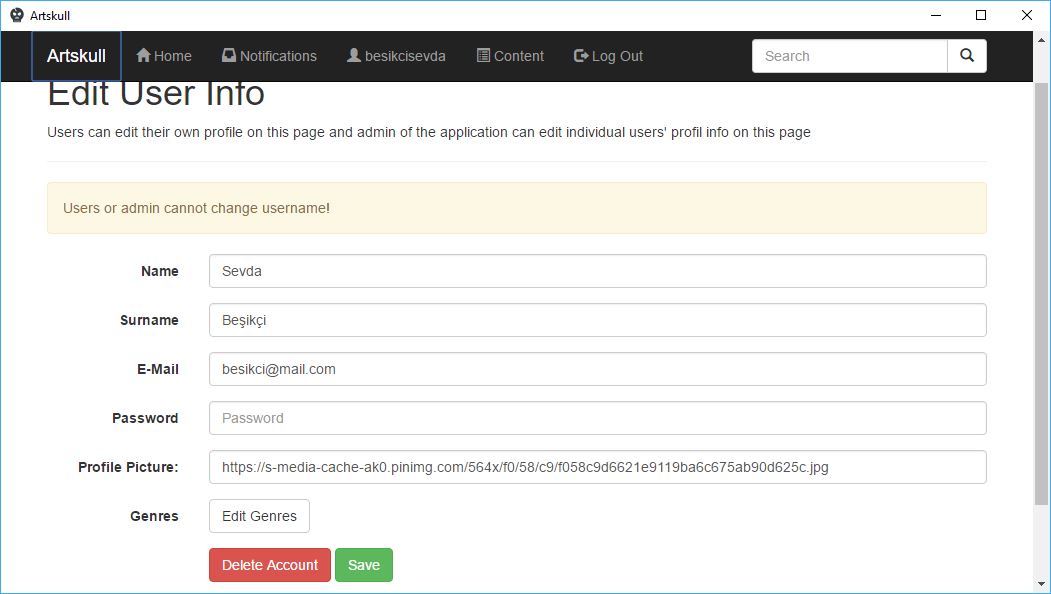 Artskull
Artskull Home Notifications besikcisevda Content Log Out Search
Edit User Info
Users can edit their own profile on this page and admin of the application can edit individual users' profil info on this page
Users or admin cannot change username!
Name Sevda
Surname Beşikçi
E-Mail besikci@mail.com
Password Password
Profile Picture: https://s-media-cache-ak0.pinimg.com/564x/f0/58/c9/f058c9d6621e9119ba6c675ab90d625c.jpg
Genres Edit Genres
Delete Account Save